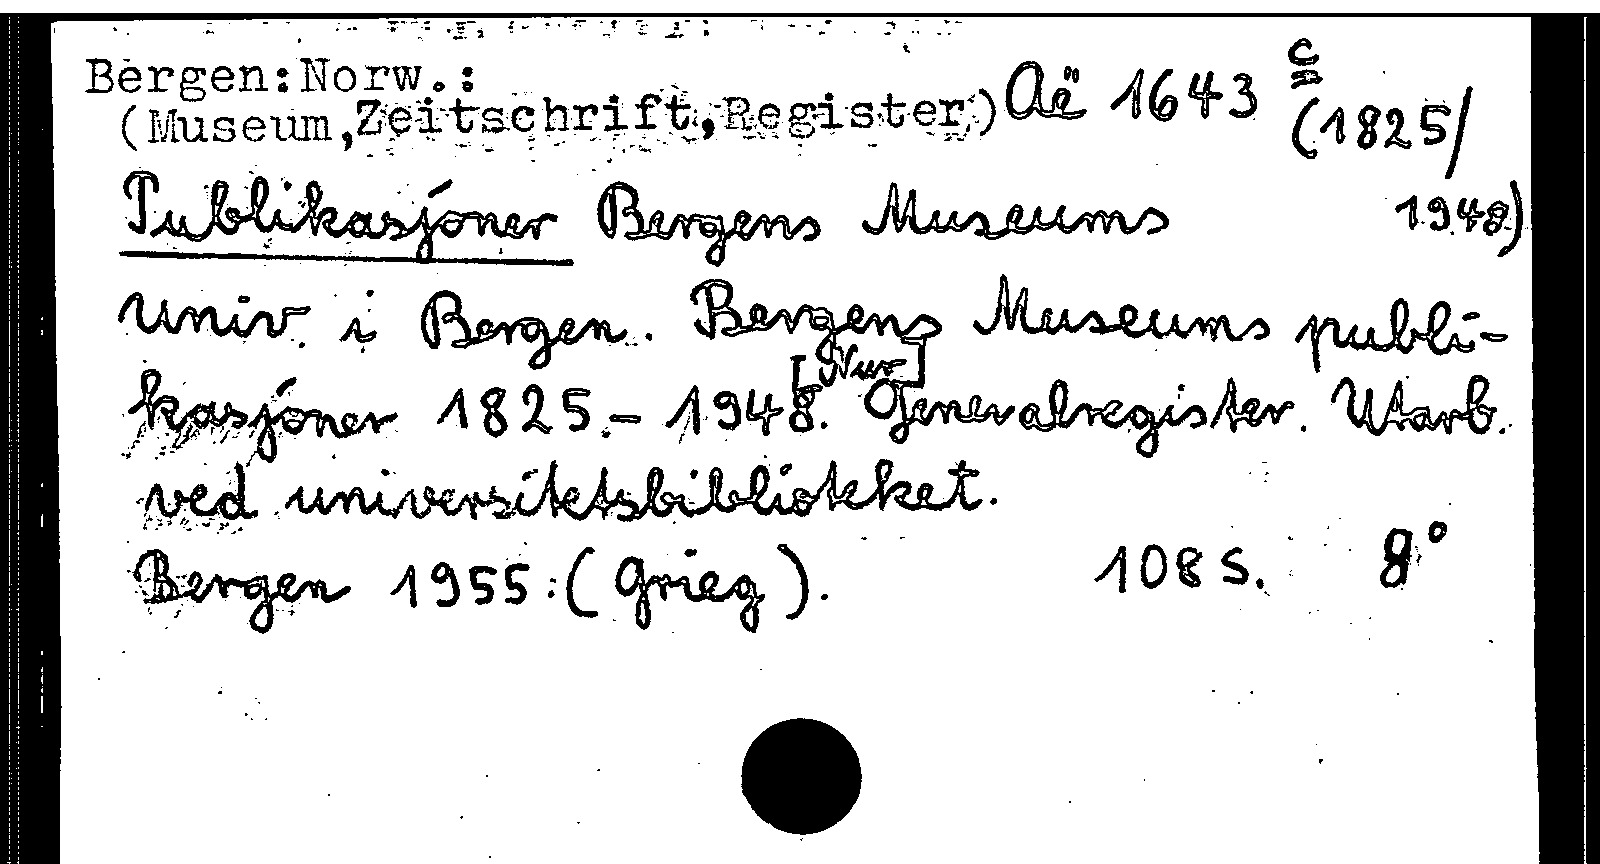 Bergen:Norw.:
(Museum,Zeitschrift,Register) Aë 1643 c
(1825/
1948)
Publikasjoner Bergens Museums
Univ. i Bergen. Bergens Museums publi-
kasjoner 1825.- 1948. [Nur] Generalregister. Utarb.
ved universitetsbiblioteket.
Bergen 1955:(Grieg). 108 S. 8°